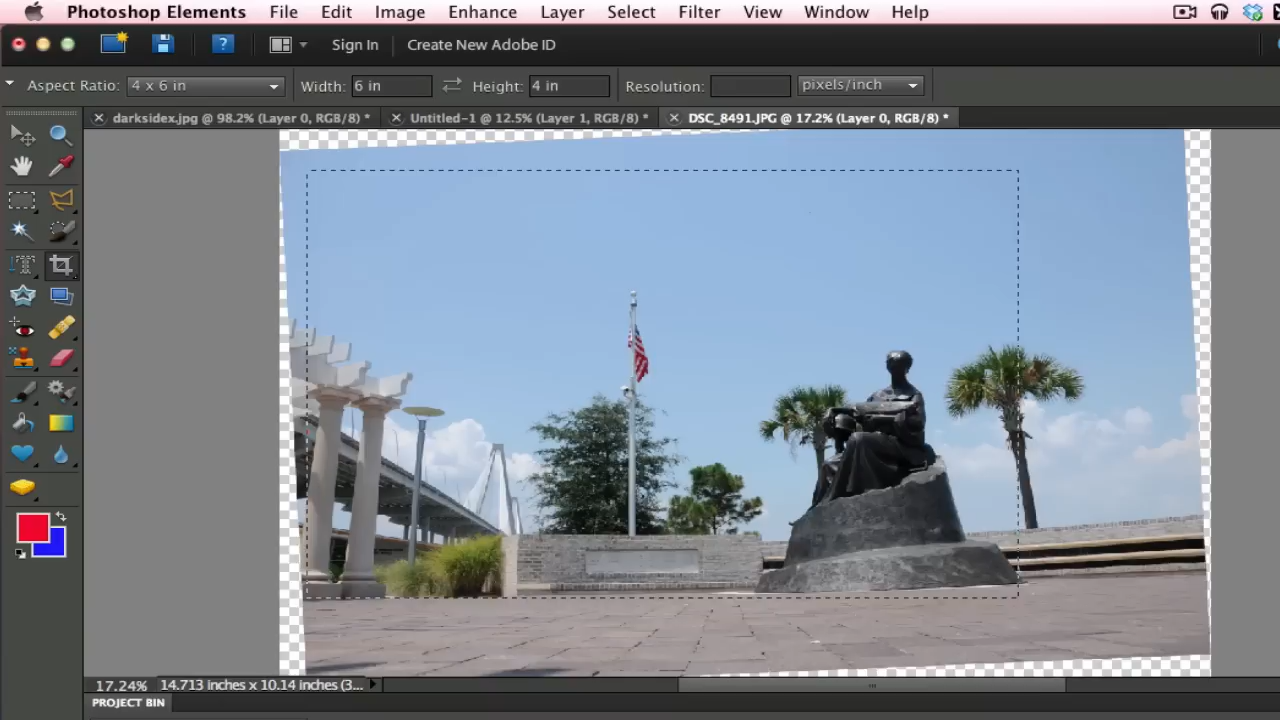 Photoshop Elements File Edit Image Enhance Layer Select Filter View Window Help
Sign In Create New Adobe ID
Aspect Ratio: 4 x 6 in Width: 6 in Height: 4 in Resolution: pixels/inch
darksidex.jpg @ 98.2% (Layer 0, RGB/8) * Untitled-1 @ 12.5% (Layer 1, RGB/8) * DSC_8491.JPG @ 17.2% (Layer 0, RGB/8) *
17.24% 14.713 inches x 10.14 inches (3...
PROJECT BIN